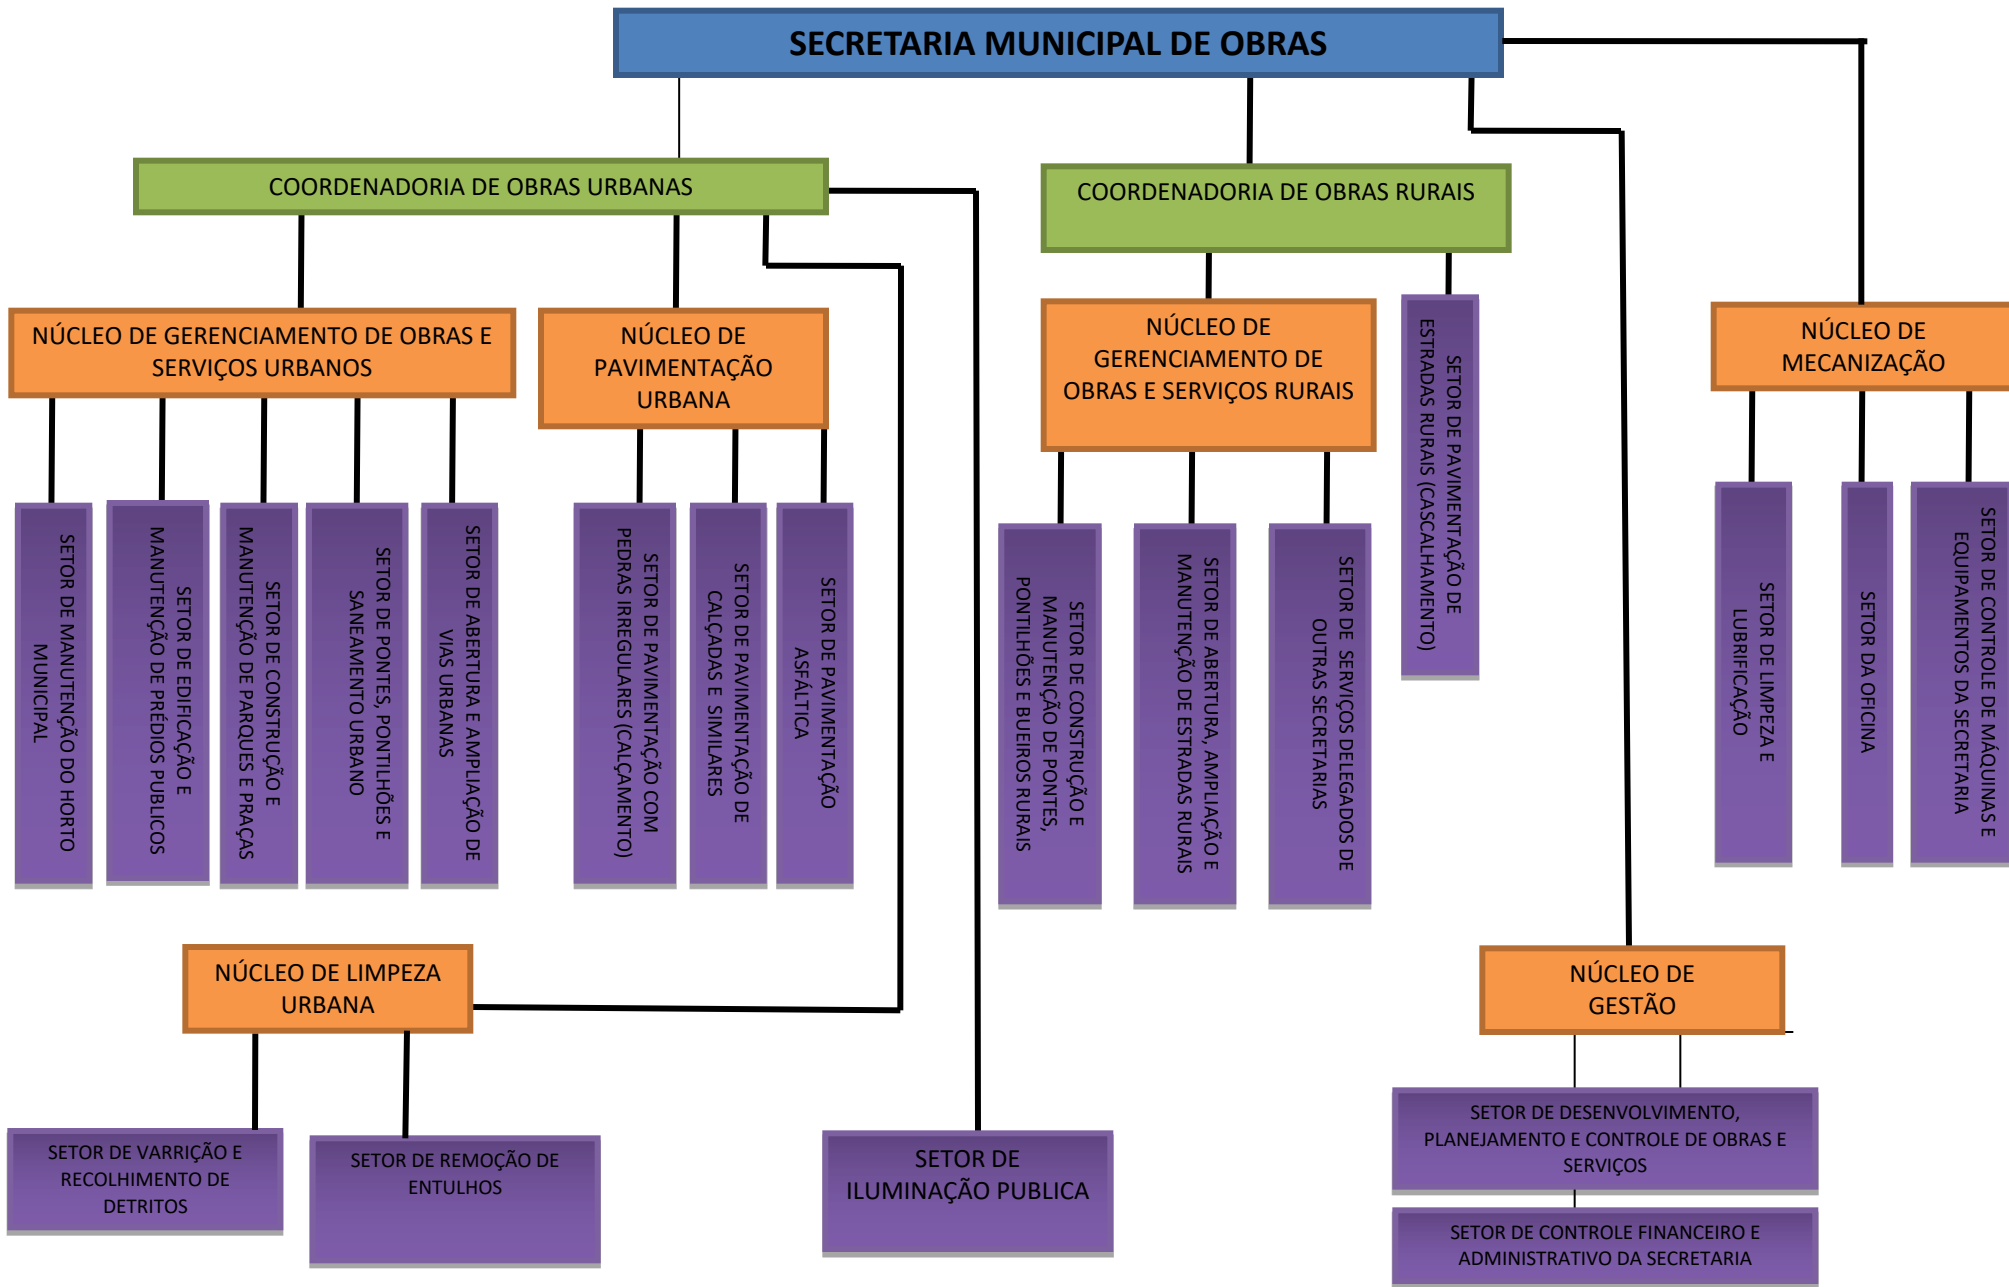 SECRETARIA MUNICIPAL DE OBRAS
COORDENADORIA DE OBRAS URBANAS
COORDENADORIA DE OBRAS RURAIS
NÚCLEO DE GERENCIAMENTO DE OBRAS E
SERVIÇOS URBANOS
NÚCLEO DE
PAVIMENTAÇÃO
URBANA
NÚCLEO DE
GERENCIAMENTO DE
OBRAS E SERVIÇOS RURAIS
SETOR DE PAVIMENTAÇÃO DE
ESTRADAS RURAIS (CASCALHAMENTO)
NÚCLEO DE
MECANIZAÇÃO
SETOR DE MANUTENÇÃO DO HORTO
MUNICIPAL
SETOR DE EDIFICAÇÃO E
MANUTENÇÃO DE PRÉDIOS PUBLICOS
SETOR DE CONSTRUÇÃO E
MANUTENÇÃO DE PARQUES E PRAÇAS
SETOR DE PONTES, PONTILHÕES E
SANEAMENTO URBANO
SETOR DE ABERTURA E AMPLIAÇÃO DE
VIAS URBANAS
SETOR DE PAVIMENTAÇÃO COM
PEDRAS IRREGULARES (CALÇAMENTO)
SETOR DE PAVIMENTAÇÃO DE
CALÇADAS E SIMILARES
SETOR DE PAVIMENTAÇÃO
ASFÁLTICA
SETOR DE CONSTRUÇÃO E
MANUTENÇÃO DE PONTES,
PONTILHÕES E BUEIROS RURAIS
SETOR DE ABERTURA, AMPLIAÇÃO E
MANUTENÇÃO DE ESTRADAS RURAIS
SETOR DE SERVIÇOS DELEGADOS DE
OUTRAS SECRETARIAS
SETOR DE LIMPEZA E
LUBRIFICAÇÃO
SETOR DA OFICINA
SETOR DE CONTROLE DE MÁQUINAS E
EQUIPAMENTOS DA SECRETARIA
NÚCLEO DE LIMPEZA
URBANA
NÚCLEO DE
GESTÃO
SETOR DE VARRIÇÃO E
RECOLHIMENTO DE
DETRITOS
SETOR DE REMOÇÃO DE
ENTULHOS
SETOR DE
ILUMINAÇÃO PUBLICA
SETOR DE DESENVOLVIMENTO,
PLANEJAMENTO E CONTROLE DE OBRAS E
SERVIÇOS
SETOR DE CONTROLE FINANCEIRO E
ADMINISTRATIVO DA SECRETARIA